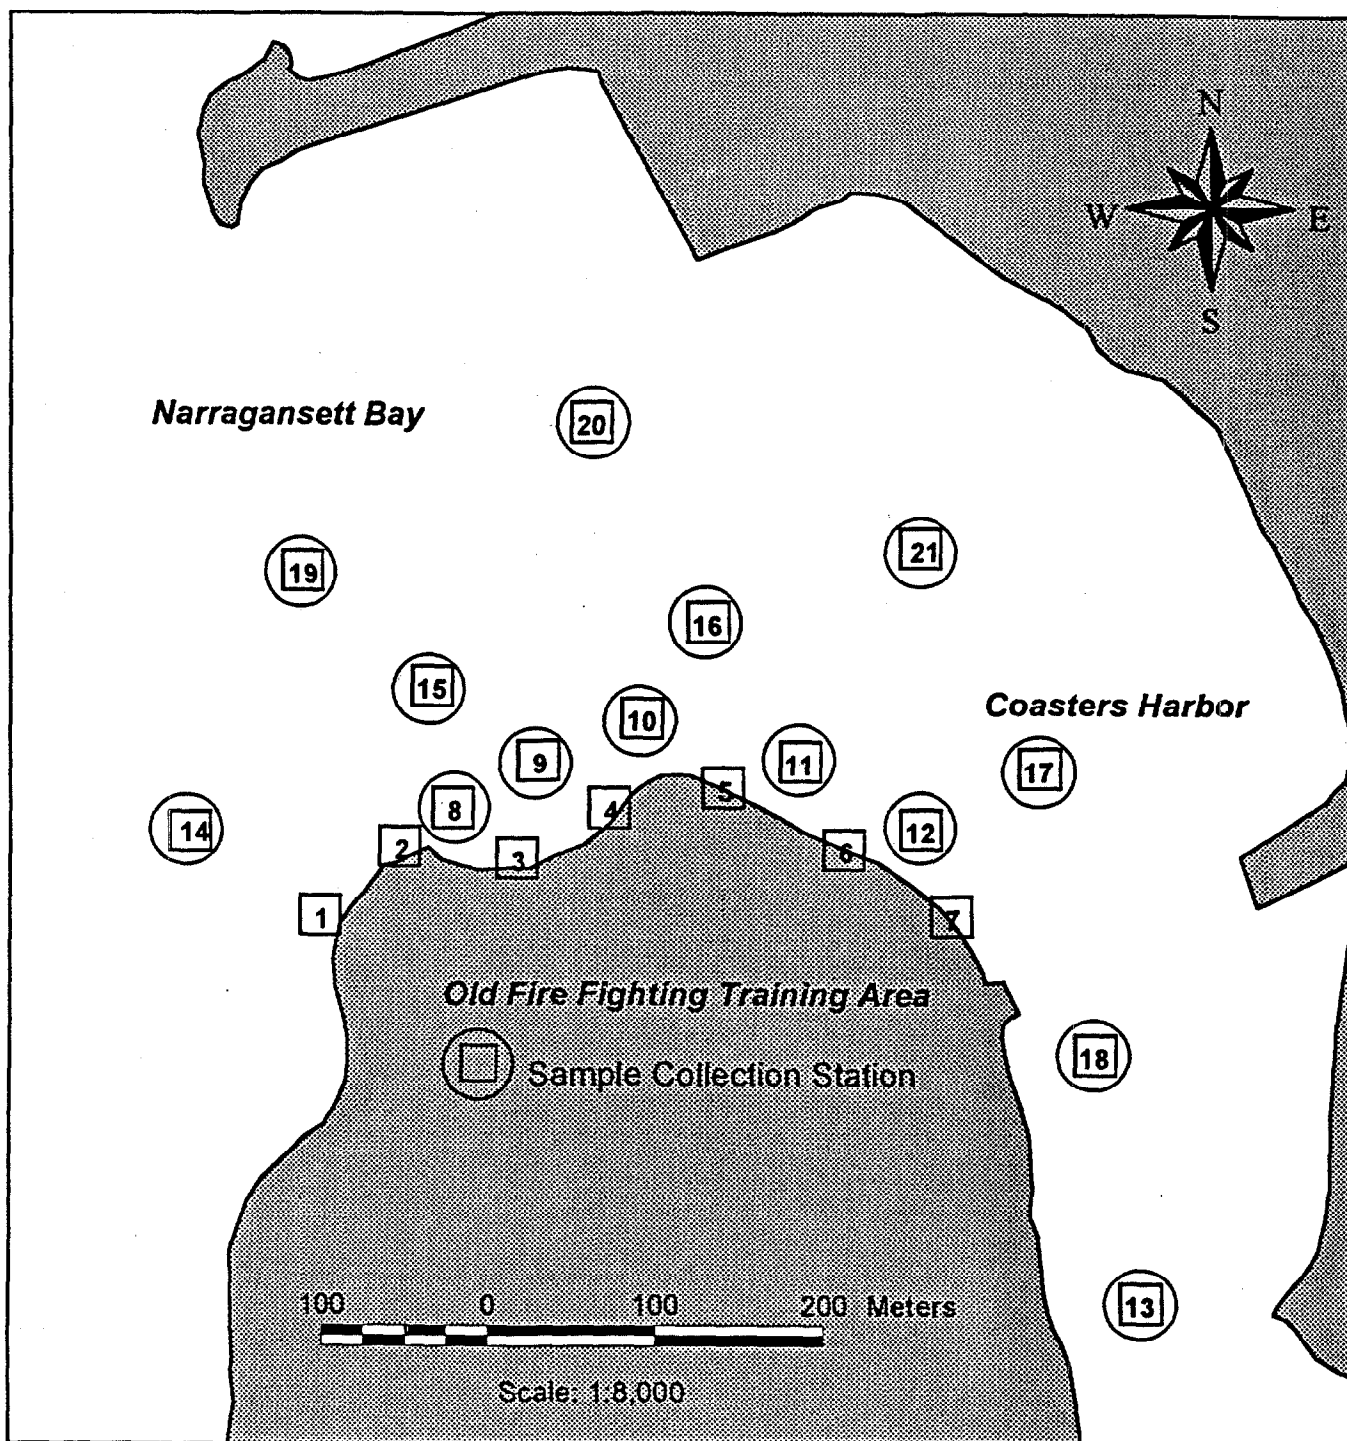 N
W E
S
Narragansett Bay
20
21
19
16
15
Coasters Harbor
10
9
11
17
8
4
5
14
2
3
6
12
1
7
Old Fire Fighting Training Area
Sample Collection Station
18
13
100 0 100 200 Meters
Scale: 1:8,000